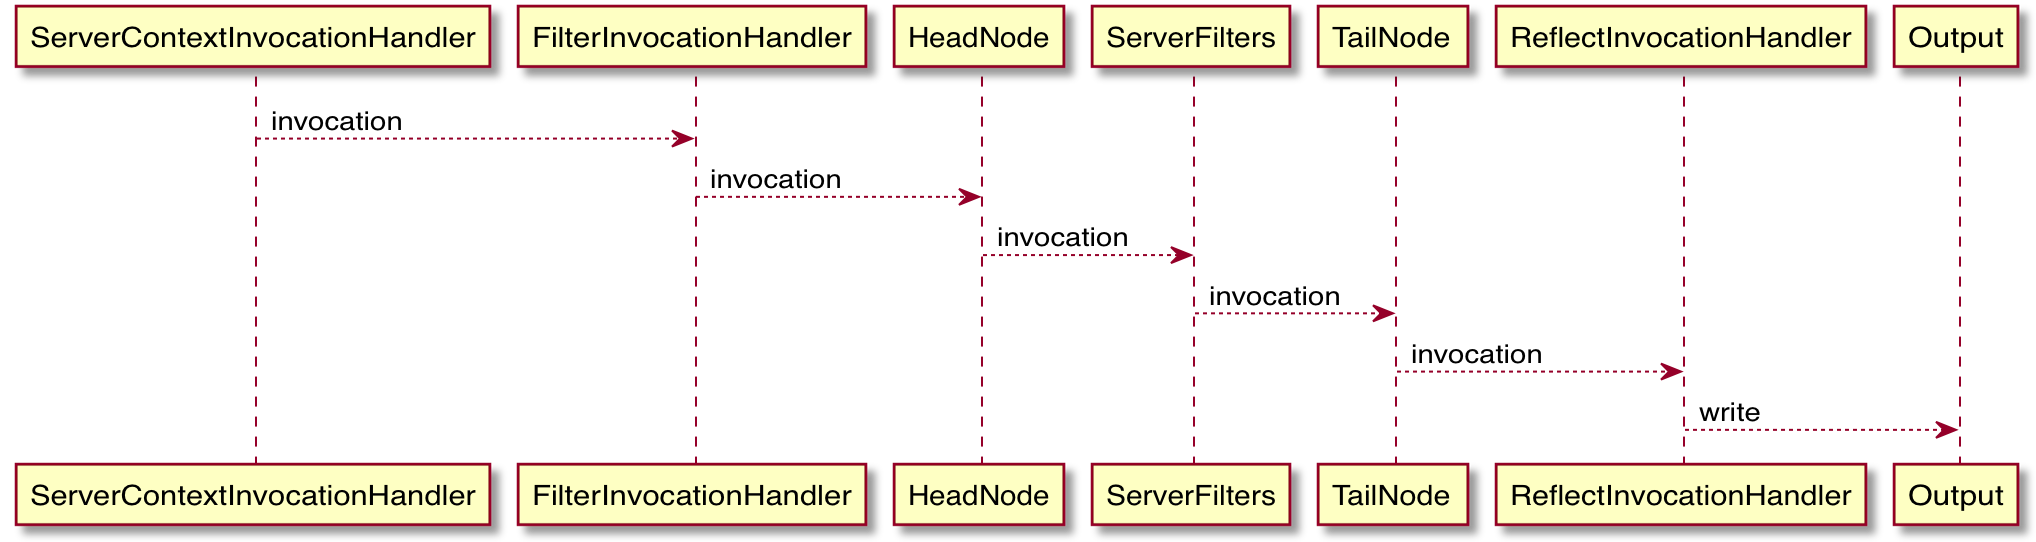 ServerContextInvocationHandler FilterInvocationHandler HeadNode ServerFilters TailNode ReflectInvocationHandler Output
invocation
invocation
invocation
invocation
invocation
write
ServerContextInvocationHandler FilterInvocationHandler HeadNode ServerFilters TailNode ReflectInvocationHandler Output